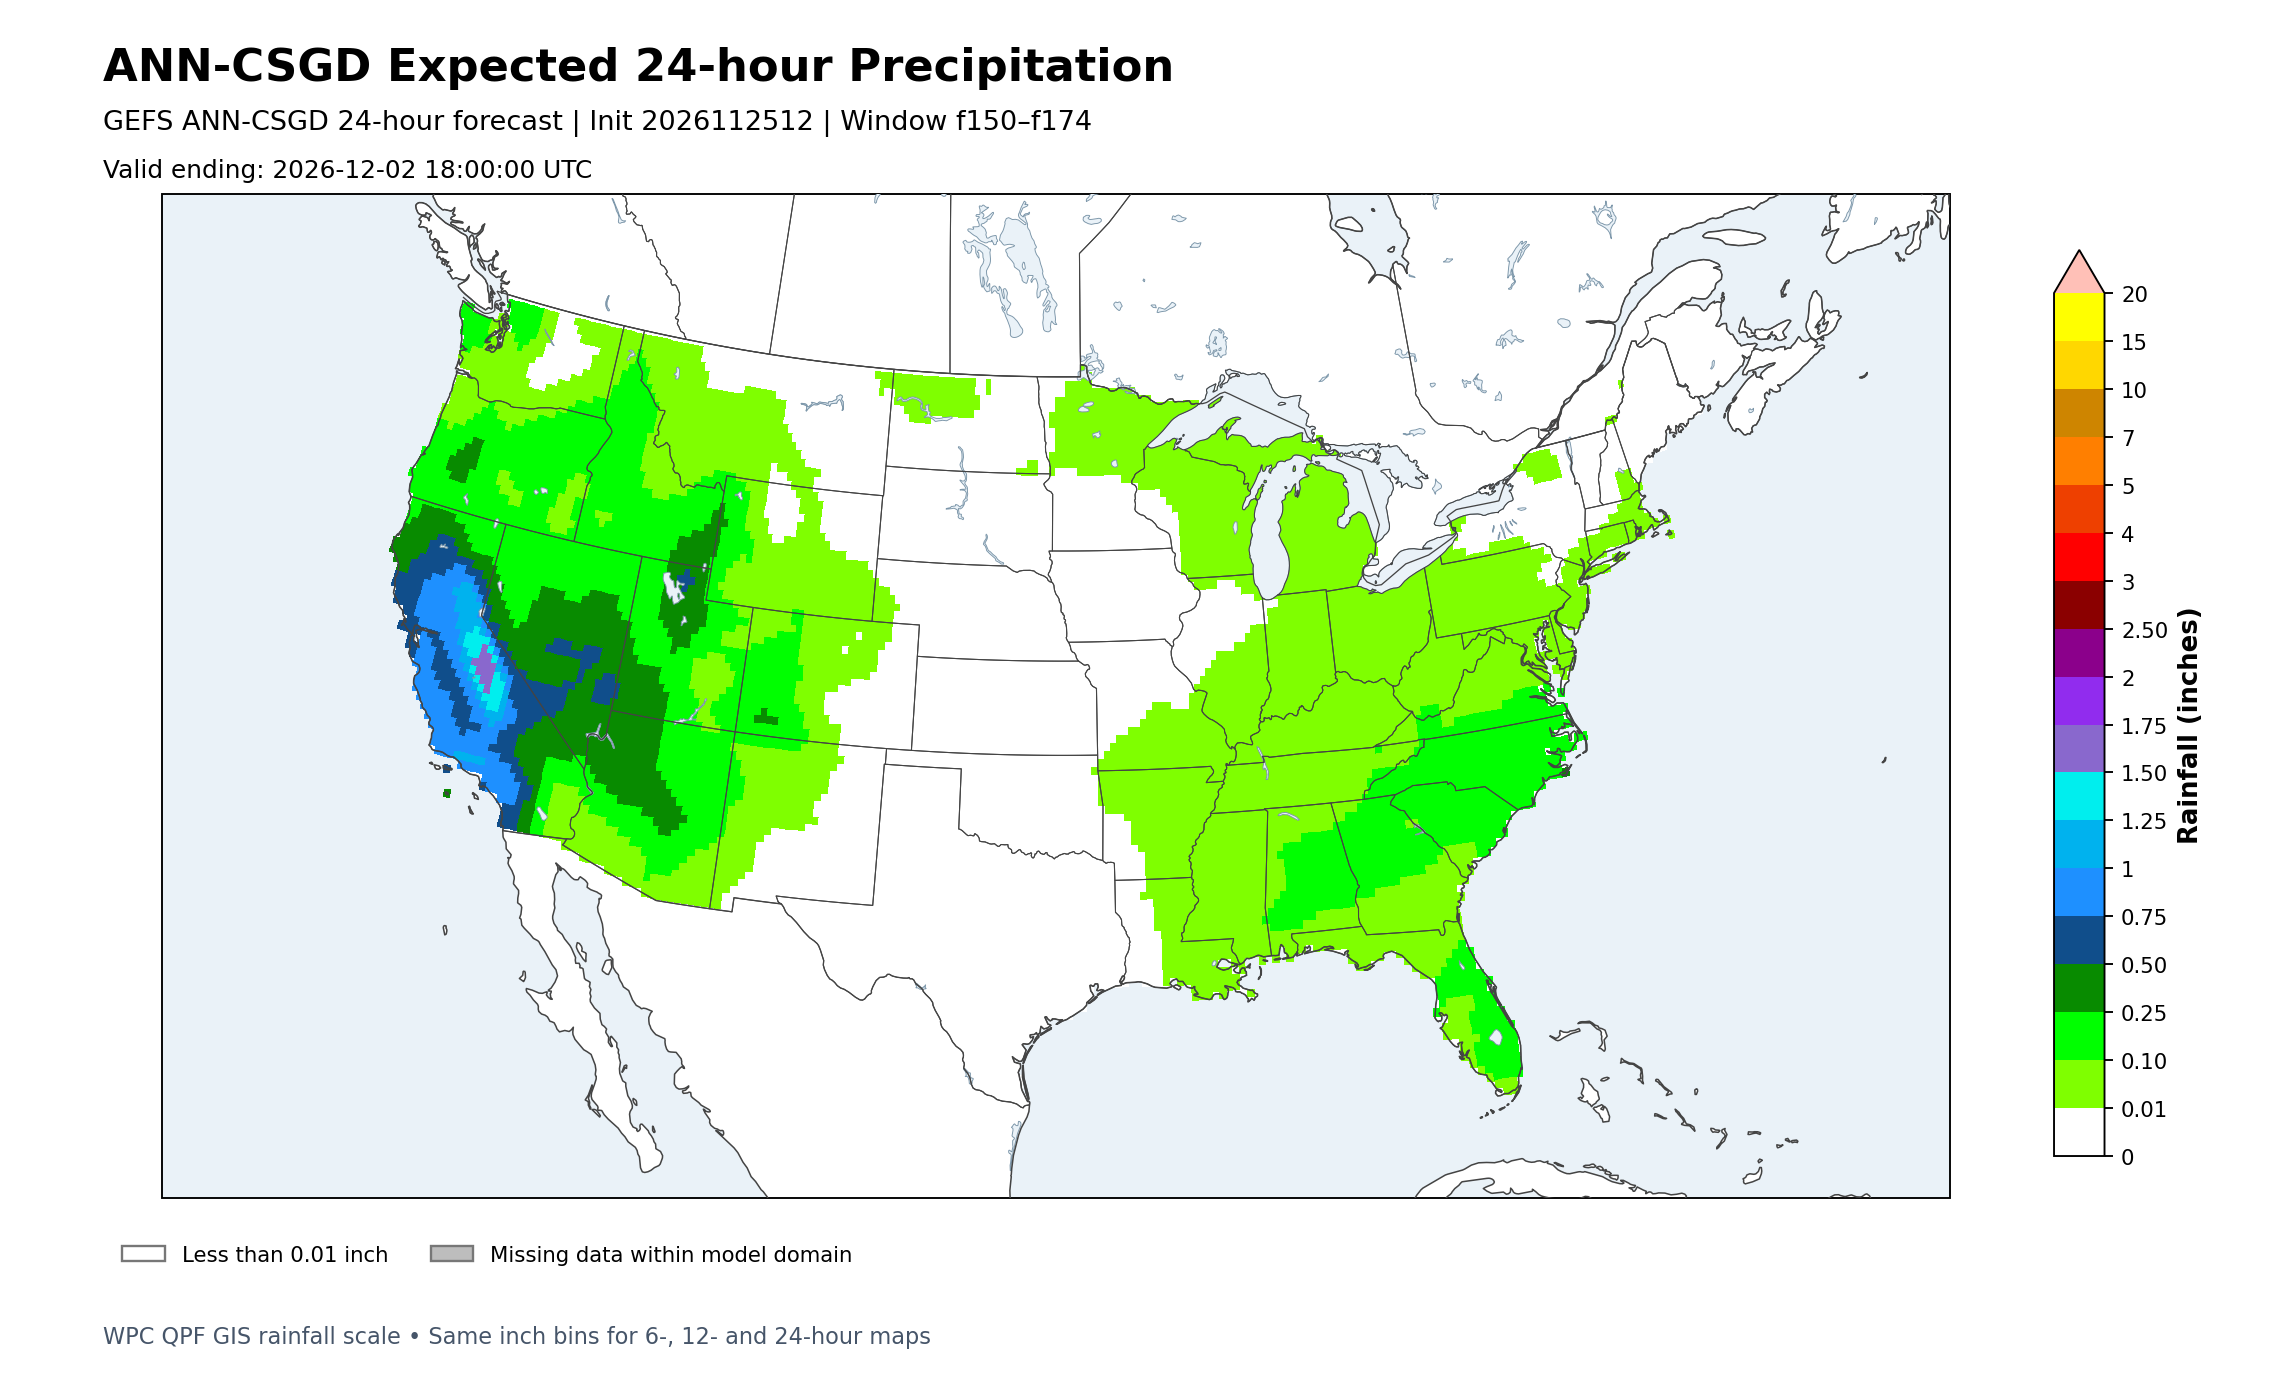 ANN-CSGD Expected 24-hour Precipitation
GEFS ANN-CSGD 24-hour forecast | Init 2026112512 | Window f150–f174
Valid ending: 2026-12-02 18:00:00 UTC
20
15
10
7
5
4
3
2.50
2
1.75
1.50
1.25
1
0.75
0.50
0.25
0.10
0.01
0
Rainfall (inches)
Less than 0.01 inch
Missing data within model domain
WPC QPF GIS rainfall scale • Same inch bins for 6-, 12- and 24-hour maps